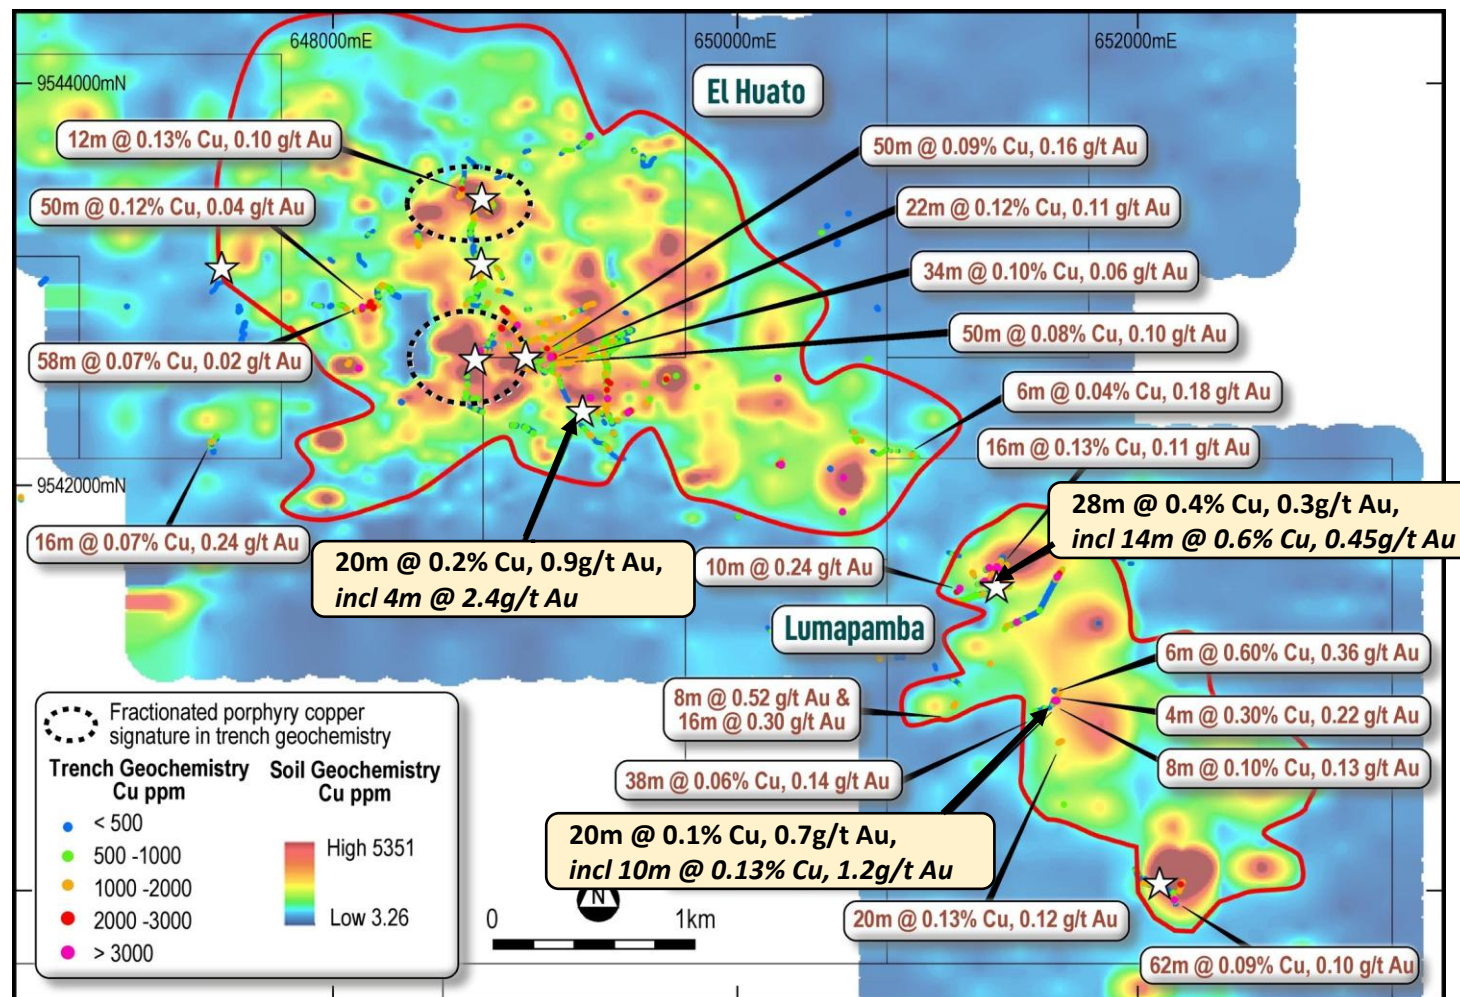 648000mE
650000mE
652000mE
9544000mN
El Huato
12m @ 0.13% Cu, 0.10 g/t Au
50m @ 0.09% Cu, 0.16 g/t Au
50m @ 0.12% Cu, 0.04 g/t Au
22m @ 0.12% Cu, 0.11 g/t Au
34m @ 0.10% Cu, 0.06 g/t Au
50m @ 0.08% Cu, 0.10 g/t Au
58m @ 0.07% Cu, 0.02 g/t Au
6m @ 0.04% Cu, 0.18 g/t Au
16m @ 0.13% Cu, 0.11 g/t Au
9542000mN
28m @ 0.4% Cu, 0.3g/t Au,
incl 14m @ 0.6% Cu, 0.45g/t Au
16m @ 0.07% Cu, 0.24 g/t Au
20m @ 0.2% Cu, 0.9g/t Au,
incl 4m @ 2.4g/t Au
10m @ 0.24 g/t Au
Lumapamba
6m @ 0.60% Cu, 0.36 g/t Au
8m @ 0.52 g/t Au &
16m @ 0.30 g/t Au
4m @ 0.30% Cu, 0.22 g/t Au
8m @ 0.10% Cu, 0.13 g/t Au
38m @ 0.06% Cu, 0.14 g/t Au
20m @ 0.1% Cu, 0.7g/t Au,
incl 10m @ 0.13% Cu, 1.2g/t Au
20m @ 0.13% Cu, 0.12 g/t Au
62m @ 0.09% Cu, 0.10 g/t Au
Fractionated porphyry copper
signature in trench geochemistry
Trench Geochemistry
Cu ppm
< 500
500 -1000
1000 -2000
2000 -3000
> 3000
Soil Geochemistry
Cu ppm
High 5351
Low 3.26
N
0
1km